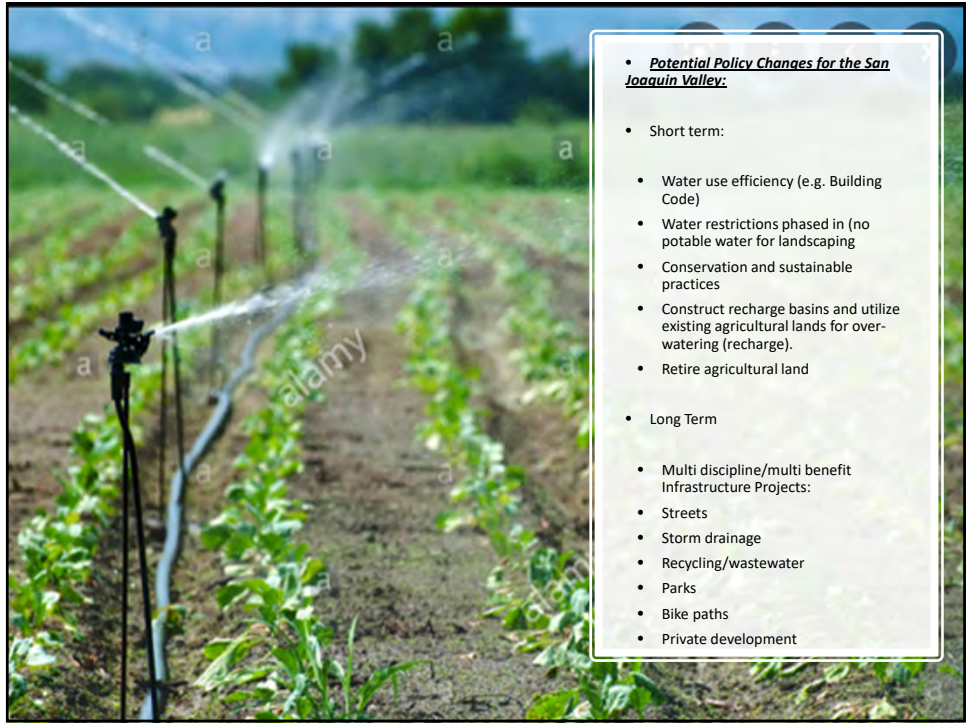 • Potential Policy Changes for the San
Joaquin Valley:
• Short term:
• Water use efficiency (e.g. Building
Code)
• Water restrictions phased in (no
potable water for landscaping
• Conservation and sustainable
practices
• Construct recharge basins and utilize
existing agricultural lands for over-
watering (recharge).
• Retire agricultural land
• Long Term
• Multi discipline/multi benefit
Infrastructure Projects:
• Streets
• Storm drainage
• Recycling/wastewater
• Parks
• Bike paths
• Private development
a
a
a
a
a
a
a
alamy
a
a
a